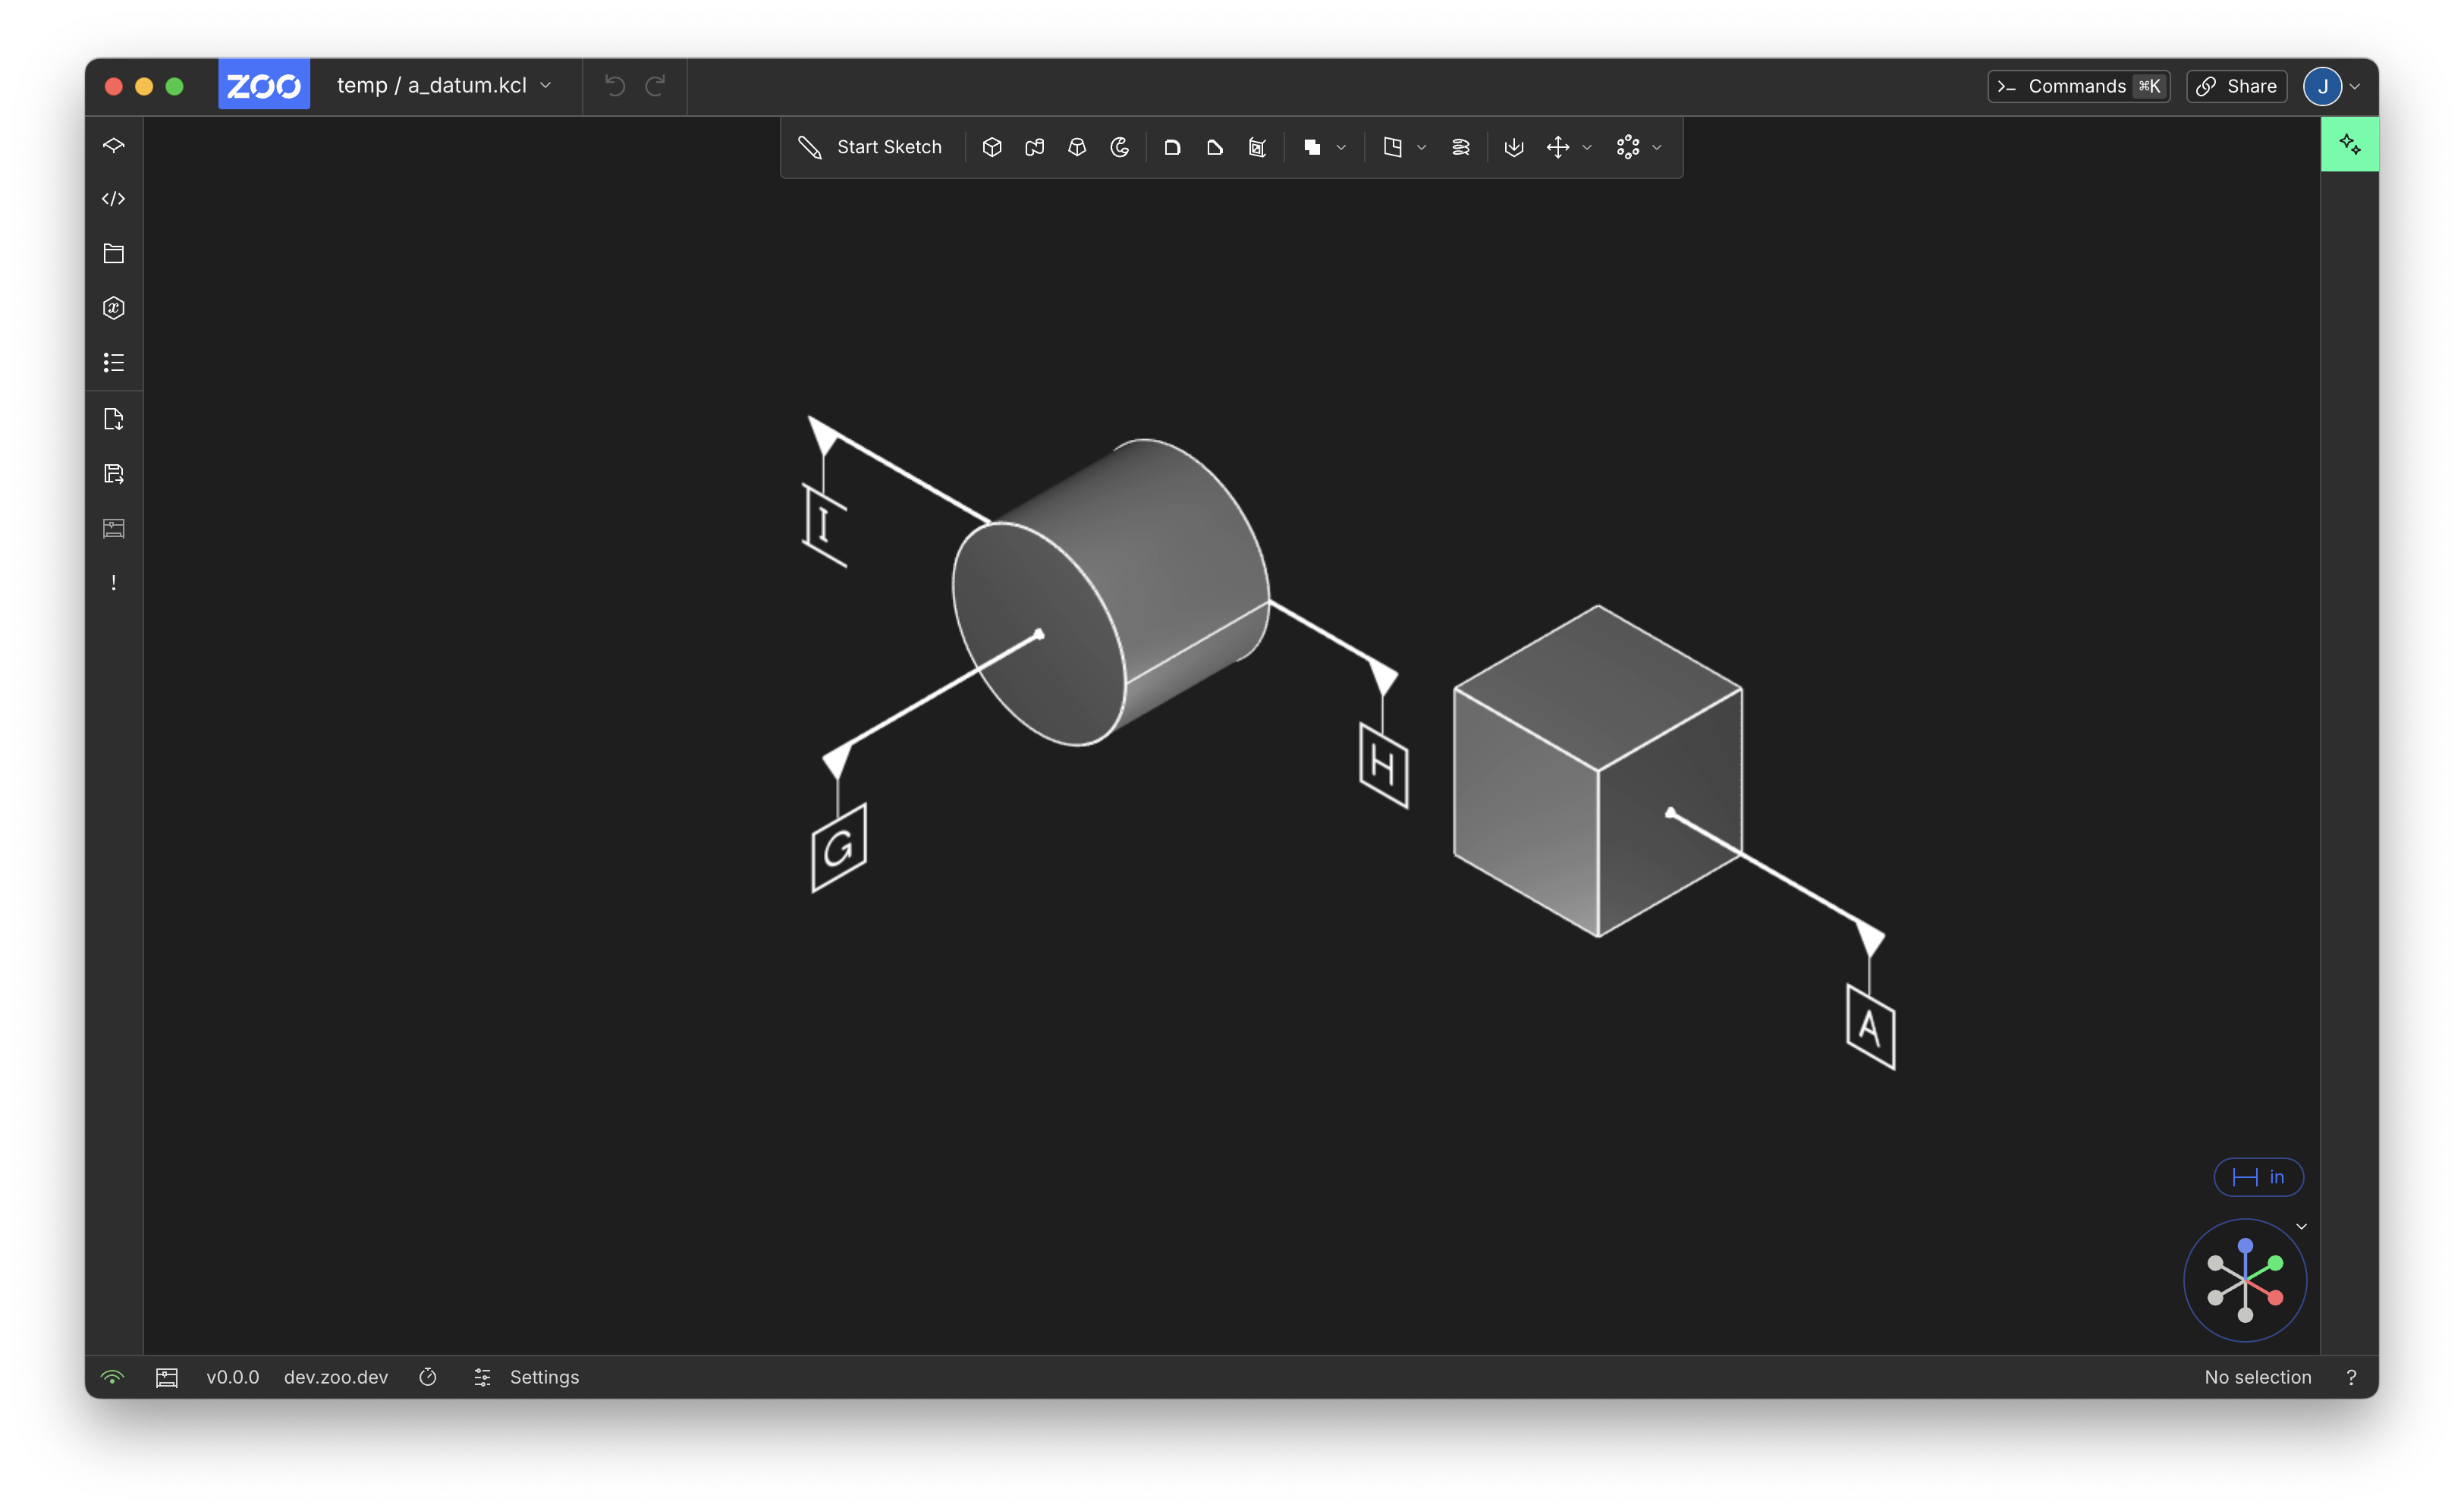 ZOO temp / a_datum.kcl
>_ Commands ⌘K Share J
Start Sketch
I
H
G
A
in
v0.0.0 dev.zoo.dev Settings
No selection ?